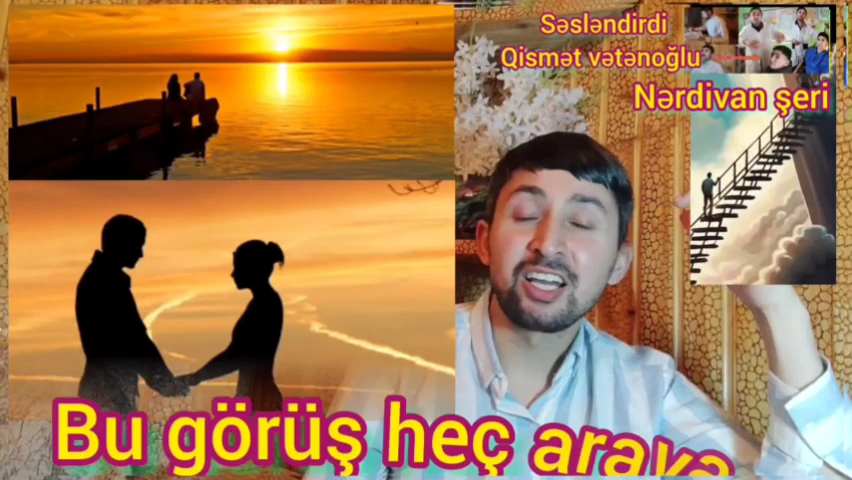 Səsləndirdi
Qismət vətənoğlu
Nərdivan şeri
Bu görüş heç